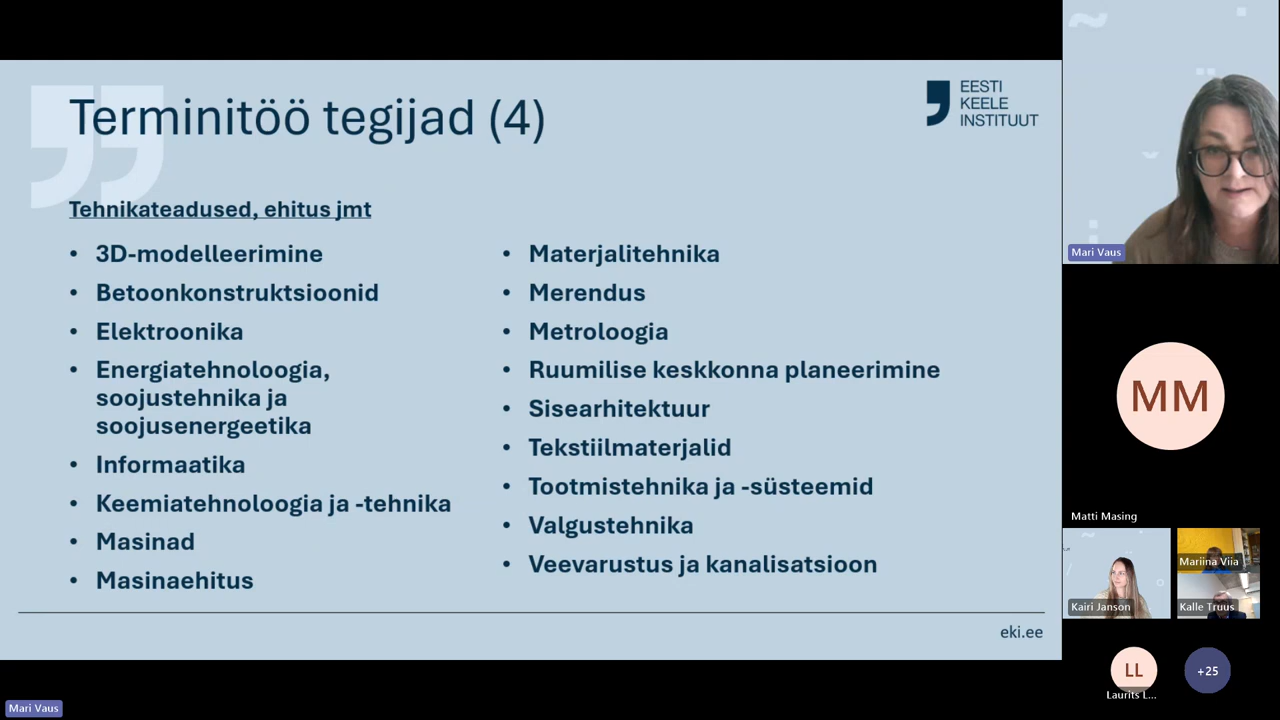 Terminitöö tegijad (4)
EESTI
KEELE
INSTITUUT
Tehnikateadused, ehitus jmt
• 3D-modelleerimine
• Betoonkonstruktsioonid
• Elektroonika
• Energiatehnoloogia,
soojustehnika ja
soojusenergeetika
• Informaatika
• Keemiatehnoloogia ja -tehnika
• Masinad
• Masinaehitus
• Materjalitehnika
• Merendus
• Metroloogia
• Ruumilise keskkonna planeerimine
• Sisearhitektuur
• Tekstiilmaterjalid
• Tootmistehnika ja -süsteemid
• Valgustehnika
• Veevarustus ja kanalisatsioon
eki.ee
Mari Vaus
Mari Vaus
MM
Matti Masing
Kairi Janson
Mariina Viia
Kalle Truus
LL
Laurits L...
+25